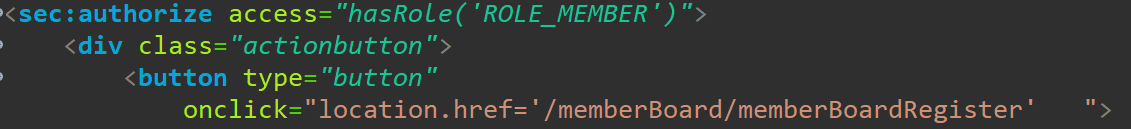 <sec:authorize access="hasRole('ROLE_MEMBER')">
<div class="actionbutton">
<button type="button"
onclick="location.href='/memberBoard/memberBoardRegister'   ">